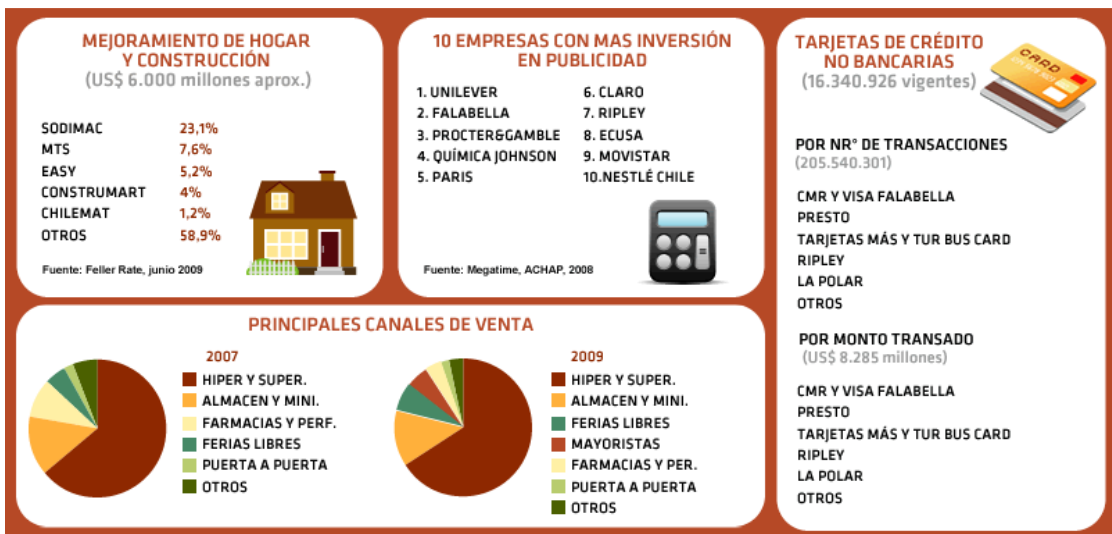 MEJORAMIENTO DE HOGAR
Y CONSTRUCCIÓN
(US$ 6.000 millones aprox.)
SODIMAC 23,1%
MTS 7,6%
EASY 5,2%
CONSTRUMART 4%
CHILEMAT 1,2%
OTROS 58,9%
Fuente: Feller Rate, junio 2009
10 EMPRESAS CON MAS INVERSIÓN
EN PUBLICIDAD
1. UNILEVER
2. FALABELLA
3. PROCTER&GAMBLE
4. QUÍMICA JOHNSON
5. PARIS
6. CLARO
7. RIPLEY
8. ECUSA
9. MOVISTAR
10.NESTLÉ CHILE
Fuente: Megatime, ACHAP, 2008
TARJETAS DE CRÉDITO
NO BANCARIAS
(16.340.926 vigentes)
CARD
POR NR° DE TRANSACCIONES
(205.540.301)
CMR Y VISA FALABELLA
PRESTO
TARJETAS MÁS Y TUR BUS CARD
RIPLEY
LA POLAR
OTROS
POR MONTO TRANSADO
(US$ 8.285 millones)
CMR Y VISA FALABELLA
PRESTO
TARJETAS MÁS Y TUR BUS CARD
RIPLEY
LA POLAR
OTROS
PRINCIPALES CANALES DE VENTA
2007
HIPER Y SUPER.
ALMACEN Y MINI.
FARMACIAS Y PERF.
FERIAS LIBRES
PUERTA A PUERTA
OTROS
2009
HIPER Y SUPER.
ALMACEN Y MINI.
FERIAS LIBRES
MAYORISTAS
FARMACIAS Y PER.
PUERTA A PUERTA
OTROS